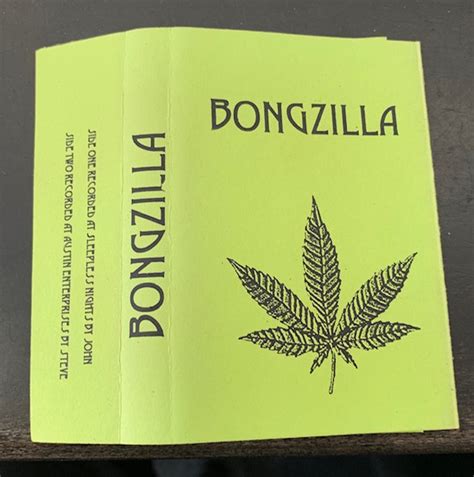 SIDE ONE RECORDED AT SLEEPLESS NIGHTS BY JOHN
SIDE TWO RECORDED AT AUSTIN ENTERPRISES BY STEVE
BONGZILLA
BONGZILLA